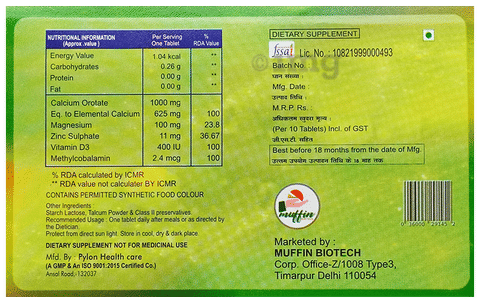 NUTRITIONAL INFORMATION
(Approx .value )
Per Serving
One Tablet
%
RDA Value
Energy Value 1.04 kcal **
Carbohydrates 0.26 g **
Protein 0.00 g **
Fat 0.00 g **
Calcium Orotate 1000 mg
Eq. to Elemental Calcium 625 mg 100
Magnesium 100 mg 23.8
Zinc Sulphate 11 mg 36.67
Vitamin D3 400 IU 100
Methylcobalamin 2.4 mcg 100
% RDA calculated by ICMR
** RDA value not calculater BY ICMR
CONTAINS PERMITTED SYNTHETIC FOOD COLOUR
Other Ingredients :
Starch Lactose, Talcum Powder & Class II preservatives.
Recommended Usage : One tablet daily after meals or as directed by
the Dietician.
Protect from direct sun light. Store in cool, dry & dark place.
DIETARY SUPPLEMENT NOT FOR MEDICINAL USE
Mfd. By : Pylon Health care
(A GMP & An ISO 9001:2015 Certified Co.)
Ansol Road.-132037
DIETARY SUPPLEMENT
fssai Lic. No. : 10821999000493
Batch No.
घान संख्या :
Mfg. Date
उत्पाद तिथि :
M.R.P. Rs. :
अधिकतम खुदरा मूल्य :
(Per 10 Tablets) Incl. of GST
जी.एस.टी. सहित
Best before 18 months from the date of Mfg.
उत्तम उपयोग उत्पादन तिथि के 18 माह तक
muffin
Marketed by :
MUFFIN BIOTECH
Corp. Office-Z/1008 Type3,
Timarpur Delhi 110054